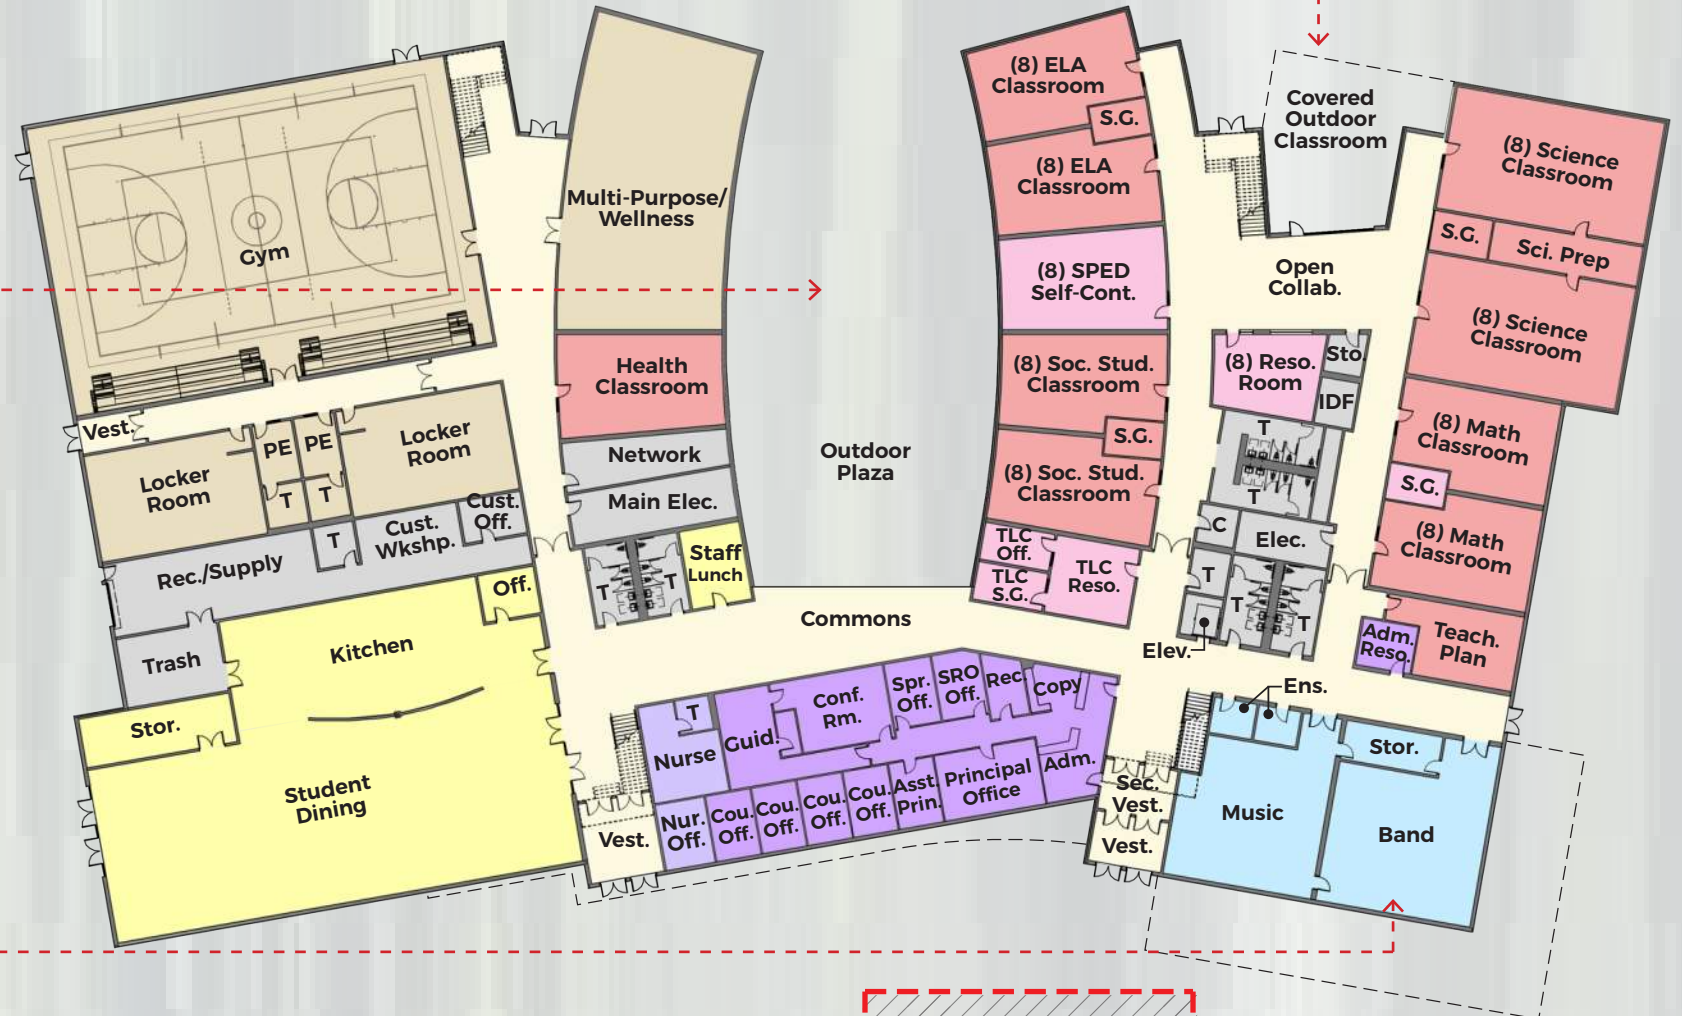 (8) ELA
Classroom
S.G.
(8) ELA
Classroom
(8) SPED
Self-Cont.
(8) Soc. Stud.
Classroom
S.G.
(8) Soc. Stud.
Classroom
TLC
Off.
TLC
S.G.
TLC
Reso.
Covered
Outdoor
Classroom
(8) Science
Classroom
S.G.
Sci. Prep
(8) Science
Classroom
Open
Collab.
(8) Reso.
Room
Sto.
IDF
T
T
C
Elec.
T
T
T
Elev.
(8) Math
Classroom
S.G.
(8) Math
Classroom
Adm.
Reso.
Teach.
Plan
Multi-Purpose/
Wellness
Gym
Health
Classroom
Network
Main Elec.
T
T
Staff
Lunch
Outdoor
Plaza
Commons
Vest.
Locker
Room
PE
PE
T
T
Locker
Room
Rec./Supply
T
Cust.
Wkshp.
Cust.
Off.
Off.
Kitchen
Trash
Stor.
Student
Dining
Nurse
T
Guid.
Conf.
Rm.
Spr.
Off.
SRO
Off.
Rec.
Copy
Nur.
Off.
Cou.
Off.
Cou.
Off.
Cou.
Off.
Cou.
Off.
Asst.
Prin.
Principal
Office
Adm.
Vest.
Sec.
Vest.
Vest.
Ens.
Music
Stor.
Band